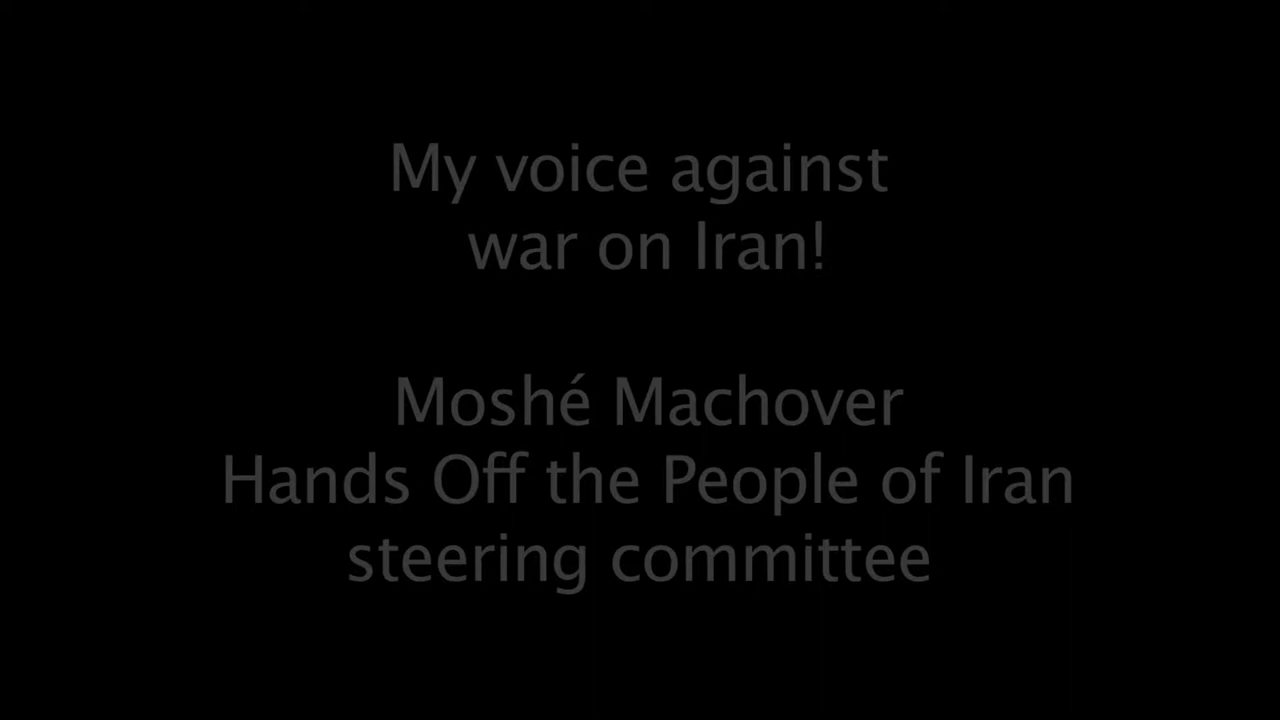 My voice against
war on Iran!
Moshé Machover
Hands Off the People of Iran
steering committee